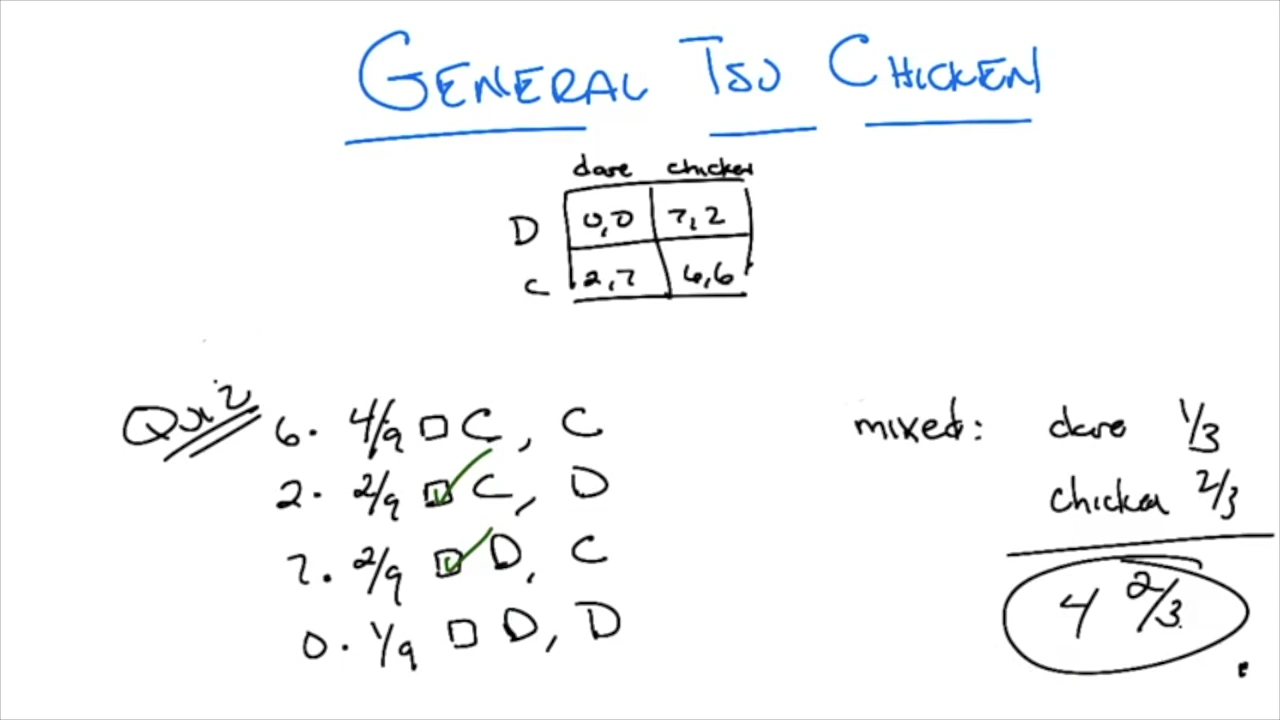 GENERAL TSO CHICKEN
dare chicken
D 0,0 7,2
C 2,7 6,6
Quiz
6. 4/9 □ C, C
2. 2/9 ☑ C, D
7. 2/9 ☑ D, C
0. 1/9 □ D, D
mixed: dare 1/3
chicken 2/3
4 2/3